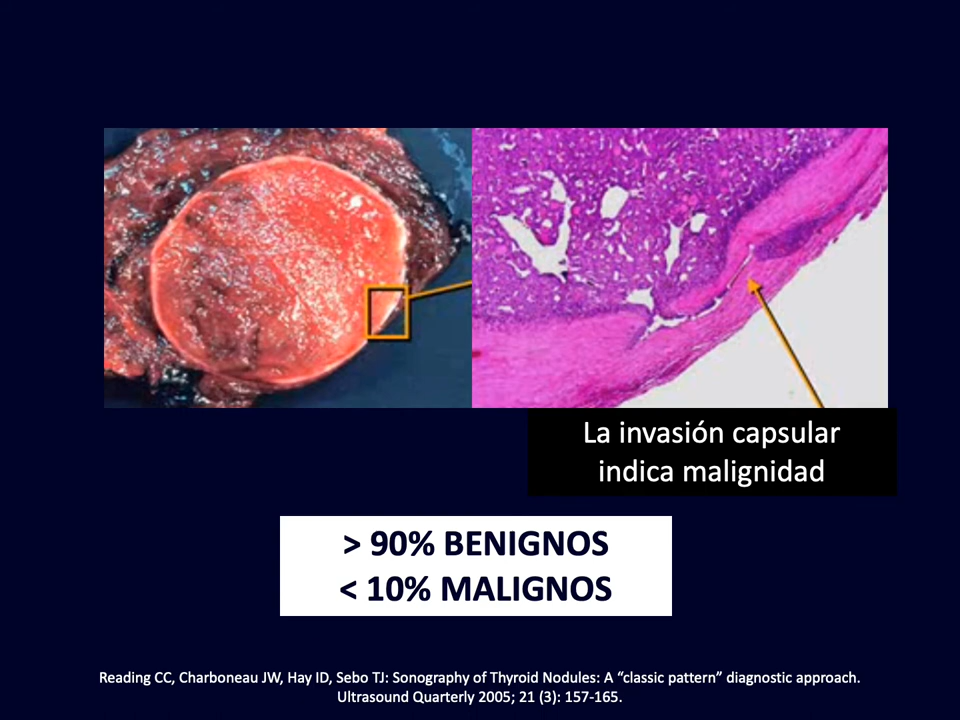 La invasión capsular
indica malignidad
> 90% BENIGNOS
< 10% MALIGNOS
Reading CC, Charboneau JW, Hay ID, Sebo TJ: Sonography of Thyroid Nodules: A “classic pattern” diagnostic approach.
Ultrasound Quarterly 2005; 21 (3): 157-165.